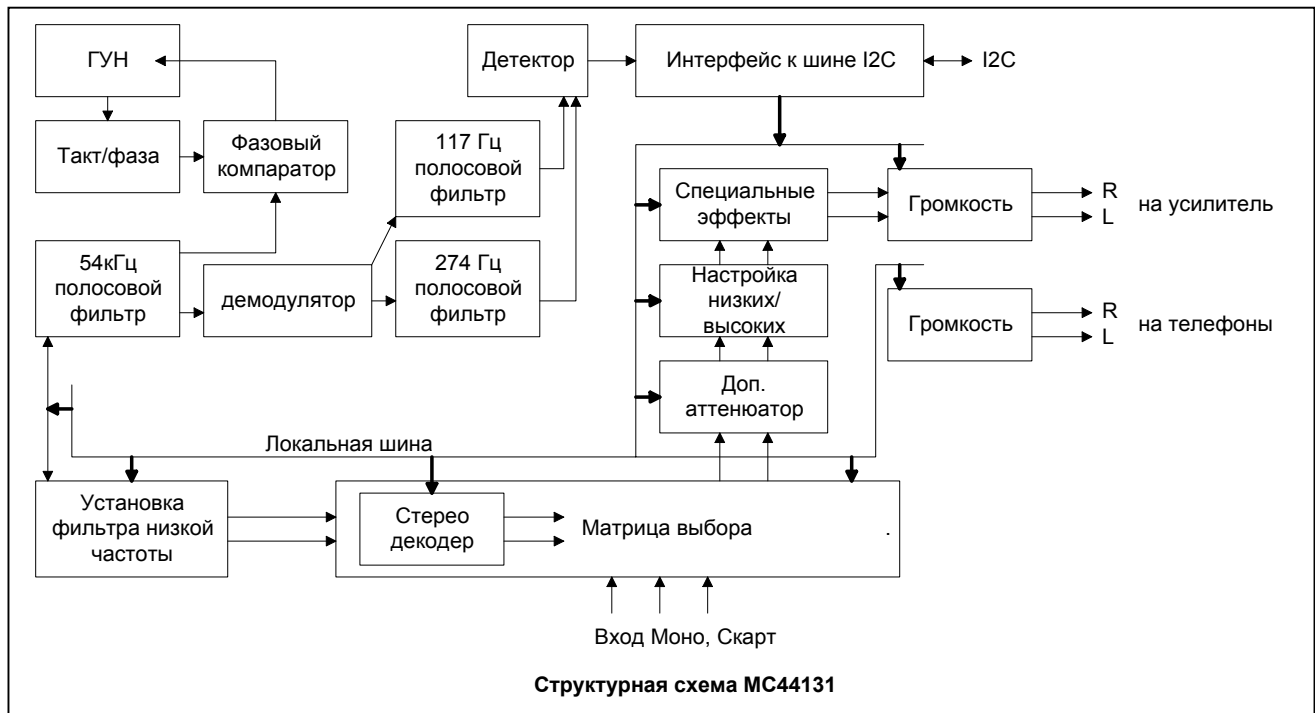 ГУН
Детектор
Интерфейс к шине I2C
I2C
Такт/фаза
Фазовый
компаратор
117 Гц
полосовой
фильтр
Специальные
эффекты
Громкость
R
L
на усилитель
54кГц
полосовой
фильтр
демодулятор
274 Гц
полосовой
фильтр
Настройка
низких/
высоких
Громкость
R
L
на телефоны
Доп.
аттенюатор
Локальная шина
Установка
фильтра низкой
частоты
Стерео
декодер
Матрица выбора .
Вход Моно, Скарт
Структурная схема MC44131